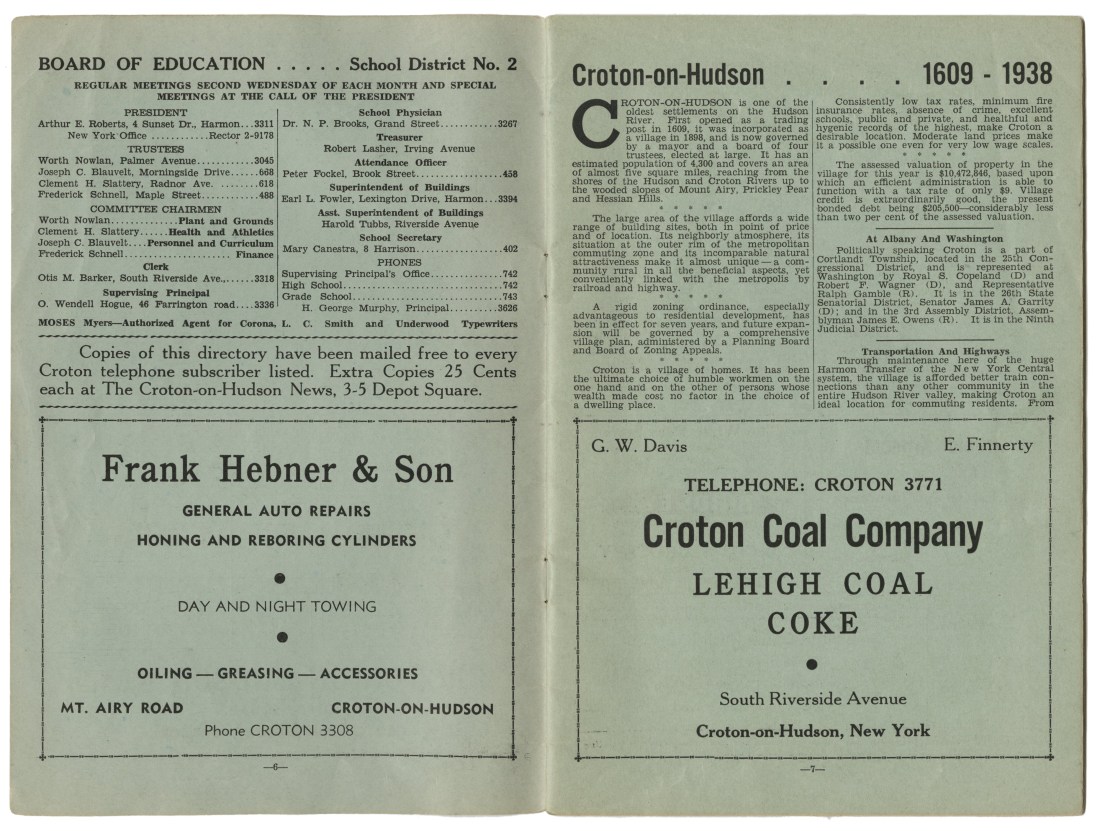 BOARD OF EDUCATION . . . . . School District No. 2
REGULAR MEETINGS SECOND WEDNESDAY OF EACH MONTH AND SPECIAL
MEETINGS AT THE CALL OF THE PRESIDENT
PRESIDENT
Arthur E. Roberts, 4 Sunset Dr., Harmon...3311
New York Office ..........Rector 2-9178
TRUSTEES
Worth Nowlan, Palmer Avenue............3045
Joseph C. Blauvelt, Morningside Drive......668
Clement H. Slattery, Radnor Ave. .........618
Frederick Schnell, Maple Street............488
COMMITTEE CHAIRMEN
Worth Nowlan............Plant and Grounds
Clement H. Slattery......Health and Athletics
Joseph C. Blauvelt....Personnel and Curriculum
Frederick Schnell....................Finance
Clerk
Otis M. Barker, South Riverside Ave.,......3318
Supervising Principal
O. Wendell Hogue, 46 Farrington road....3336
School Physician
Dr. N. P. Brooks, Grand Street...........3267
Treasurer
Robert Lasher, Irving Avenue
Attendance Officer
Peter Fockel, Brook Street.................458
Superintendent of Buildings
Earl L. Fowler, Lexington Drive, Harmon...3394
Asst. Superintendent of Buildings
Harold Tubbs, Riverside Avenue
School Secretary
Mary Canestra, 8 Harrison.................402
PHONES
Supervising Principal's Office..............742
High School................................742
Grade School..............................743
H. George Murphy, Principal.........3626
MOSES Myers—Authorized Agent for Corona, L. C. Smith and Underwood Typewriters
Copies of this directory have been mailed free to every
Croton telephone subscriber listed. Extra Copies 25 Cents
each at The Croton-on-Hudson News, 3-5 Depot Square.
Frank Hebner & Son
GENERAL AUTO REPAIRS
HONING AND REBORING CYLINDERS
●
DAY AND NIGHT TOWING
●
OILING — GREASING — ACCESSORIES
MT. AIRY ROAD CROTON-ON-HUDSON
Phone CROTON 3308
—6—
Croton-on-Hudson . . . . 1609 - 1938
CROTON-ON-HUDSON is one of the
oldest settlements on the Hudson
River. First opened as a trading
post in 1609, it was incorporated as
a village in 1898, and is now governed
by a mayor and a board of four
trustees, elected at large. It has an
estimated population of 4,300 and covers an area
of almost five square miles, reaching from the
shores of the Hudson and Croton Rivers up to
the wooded slopes of Mount Airy, Prickley Pear
and Hessian Hills.
* * * * *
The large area of the village affords a wide
range of building sites, both in point of price
and of location. Its neighborly atmosphere, its
situation at the outer rim of the metropolitan
commuting zone and its incomparable natural
attractiveness make it almost unique — a com-
munity rural in all the beneficial aspects, yet
conveniently linked with the metropolis by
railroad and highway.
* * * * *
A rigid zoning ordinance, especially
advantageous to residential development, has
been in effect for seven years, and future expan-
sion will be governed by a comprehensive
village plan, administered by a Planning Board
and Board of Zoning Appeals.
* * * * *
Croton is a village of homes. It has been
the ultimate choice of humble workmen on the
one hand and on the other of persons whose
wealth made cost no factor in the choice of
a dwelling place.
Consistently low tax rates, minimum fire
insurance rates, absence of crime, excellent
schools, public and private, and healthful and
hygenic records of the highest, make Croton a
desirable location. Moderate land prices make
it a possible one even for very low wage scales.
* * * * *
The assessed valuation of property in the
village for this year is $10,472,846, based upon
which an efficient administration is able to
function with a tax rate of only $9. Village
credit is extraordinarily good, the present
bonded debt being $205,500—considerably less
than two per cent of the assessed valuation.
At Albany And Washington
Politically speaking Croton is a part of
Cortlandt Township, located in the 25th Con-
gressional District, and is represented at
Washington by Royal S. Copeland (D) and
Robert F. Wagner (D), and Representative
Ralph Gamble (R). It is in the 26th State
Senatorial District, Senator James A. Garrity
(D); and in the 3rd Assembly District, Assem-
blyman James E. Owens (R). It is in the Ninth
Judicial District.
Transportation And Highways
Through maintenance here of the huge
Harmon Transfer of the New York Central
system, the village is afforded better train con-
nections than any other community in the
entire Hudson River valley, making Croton an
ideal location for commuting residents. From
G. W. Davis E. Finnerty
TELEPHONE: CROTON 3771
Croton Coal Company
LEHIGH COAL
COKE
●
South Riverside Avenue
Croton-on-Hudson, New York
—7—